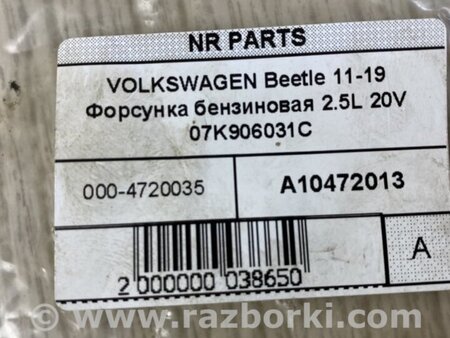 NR PARTS
VOLKSWAGEN Beetle 11-19
Форсунка бензиновая 2.5L 20V
07K906031C
000-4720035
A10472013
A
2 000000 038650
www.razborki.com